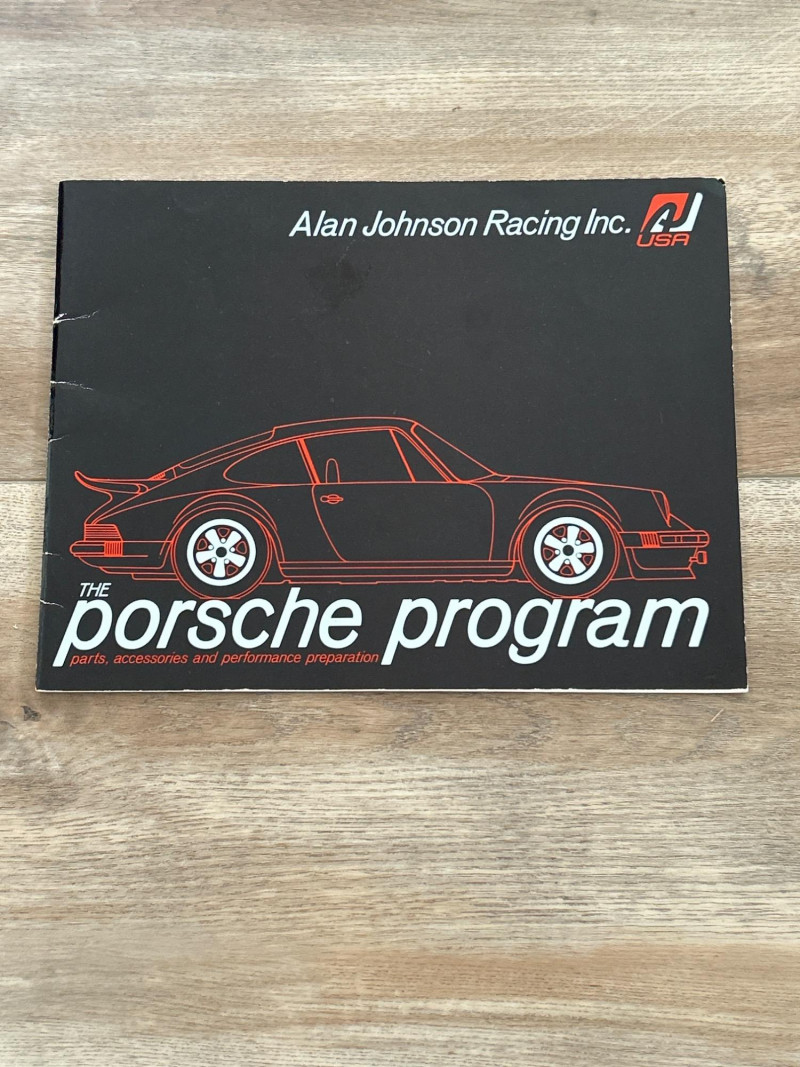 Alan Johnson Racing Inc.
AJ
USA
THE
porsche program
parts, accessories and performance preparation